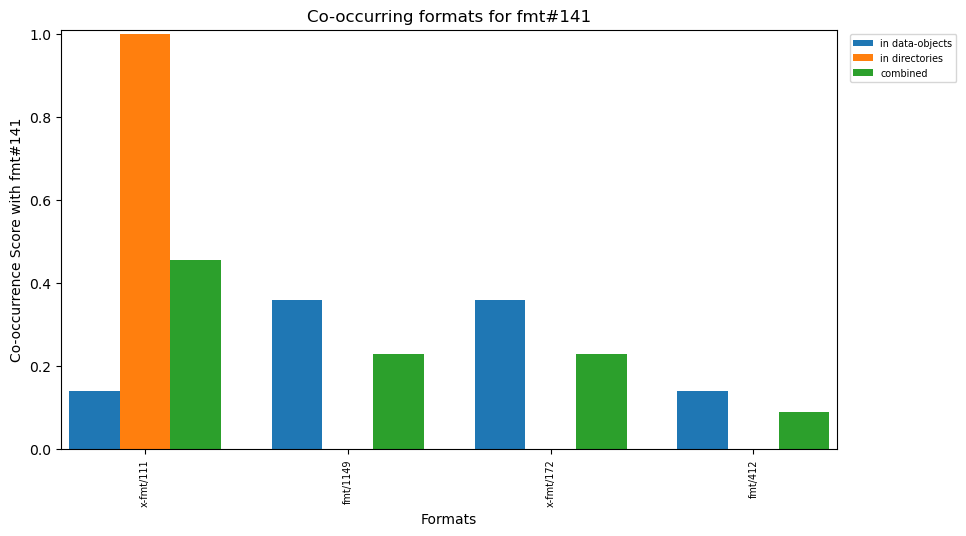 Co-occurring formats for fmt#141
Co-occurrence Score with fmt#141
1.0
0.8
0.6
0.4
0.2
0.0
x-fmt/111
fmt/1149
x-fmt/172
fmt/412
Formats
in data-objects
in directories
combined